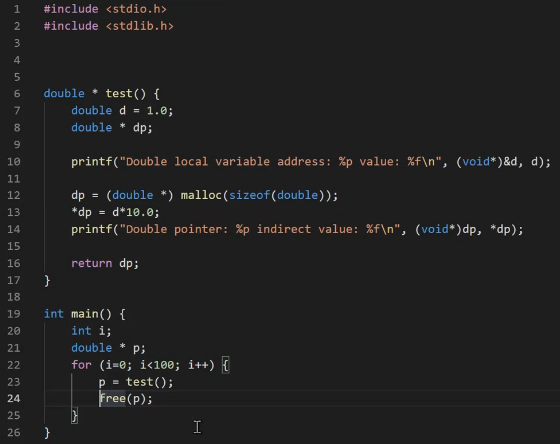 1 #include <stdio.h>
2 #include <stdlib.h>
3
4
5
6 double * test() {
7     double d = 1.0;
8     double * dp;
9
10     printf("Double local variable address: %p value: %f\n", (void*)&d, d);
11
12     dp = (double *) malloc(sizeof(double));
13     *dp = d*10.0;
14     printf("Double pointer: %p indirect value: %f\n", (void*)dp, *dp);
15
16     return dp;
17 }
18
19 int main() {
20     int i;
21     double * p;
22     for (i=0; i<100; i++) {
23         p = test();
24         free(p);
25     }
26 }